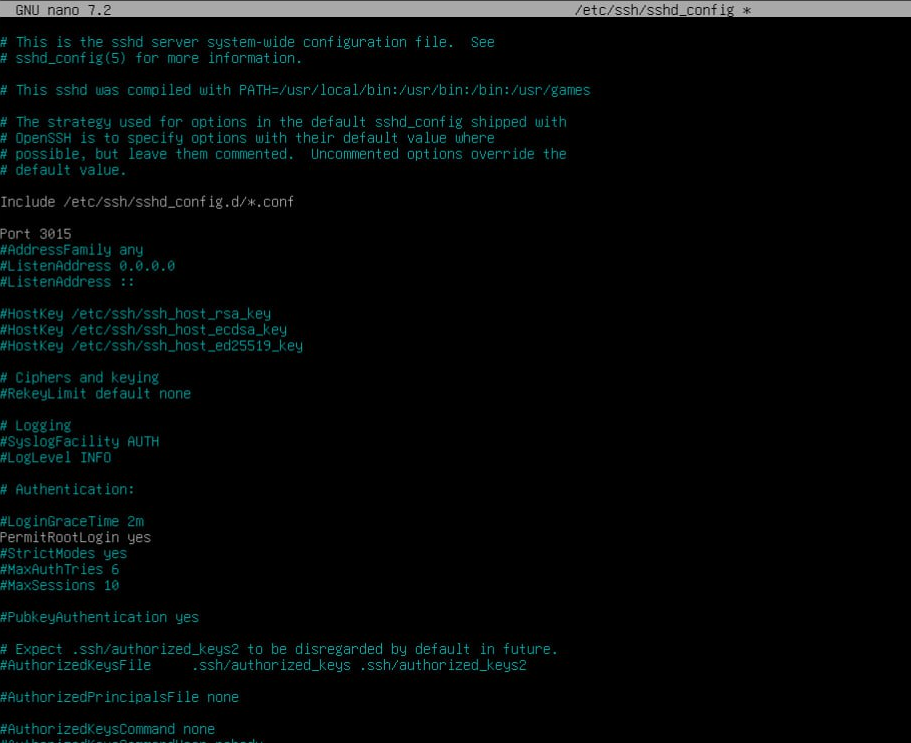 GNU nano 7.2 /etc/ssh/sshd_config *
# This is the sshd server system-wide configuration file.  See
# sshd_config(5) for more information.
# This sshd was compiled with PATH=/usr/local/bin:/usr/bin:/bin:/usr/games
# The strategy used for options in the default sshd_config shipped with
# OpenSSH is to specify options with their default value where
# possible, but leave them commented.  Uncommented options override the
# default value.
Include /etc/ssh/sshd_config.d/*.conf
Port 3015
#AddressFamily any
#ListenAddress 0.0.0.0
#ListenAddress ::
#HostKey /etc/ssh/ssh_host_rsa_key
#HostKey /etc/ssh/ssh_host_ecdsa_key
#HostKey /etc/ssh/ssh_host_ed25519_key
# Ciphers and keying
#RekeyLimit default none
# Logging
#SyslogFacility AUTH
#LogLevel INFO
# Authentication:
#LoginGraceTime 2m
PermitRootLogin yes
#StrictModes yes
#MaxAuthTries 6
#MaxSessions 10
#PubkeyAuthentication yes
# Expect .ssh/authorized_keys2 to be disregarded by default in future.
#AuthorizedKeysFile     .ssh/authorized_keys .ssh/authorized_keys2
#AuthorizedPrincipalsFile none
#AuthorizedKeysCommand none
#AuthorizedKeysCommandUser nobody